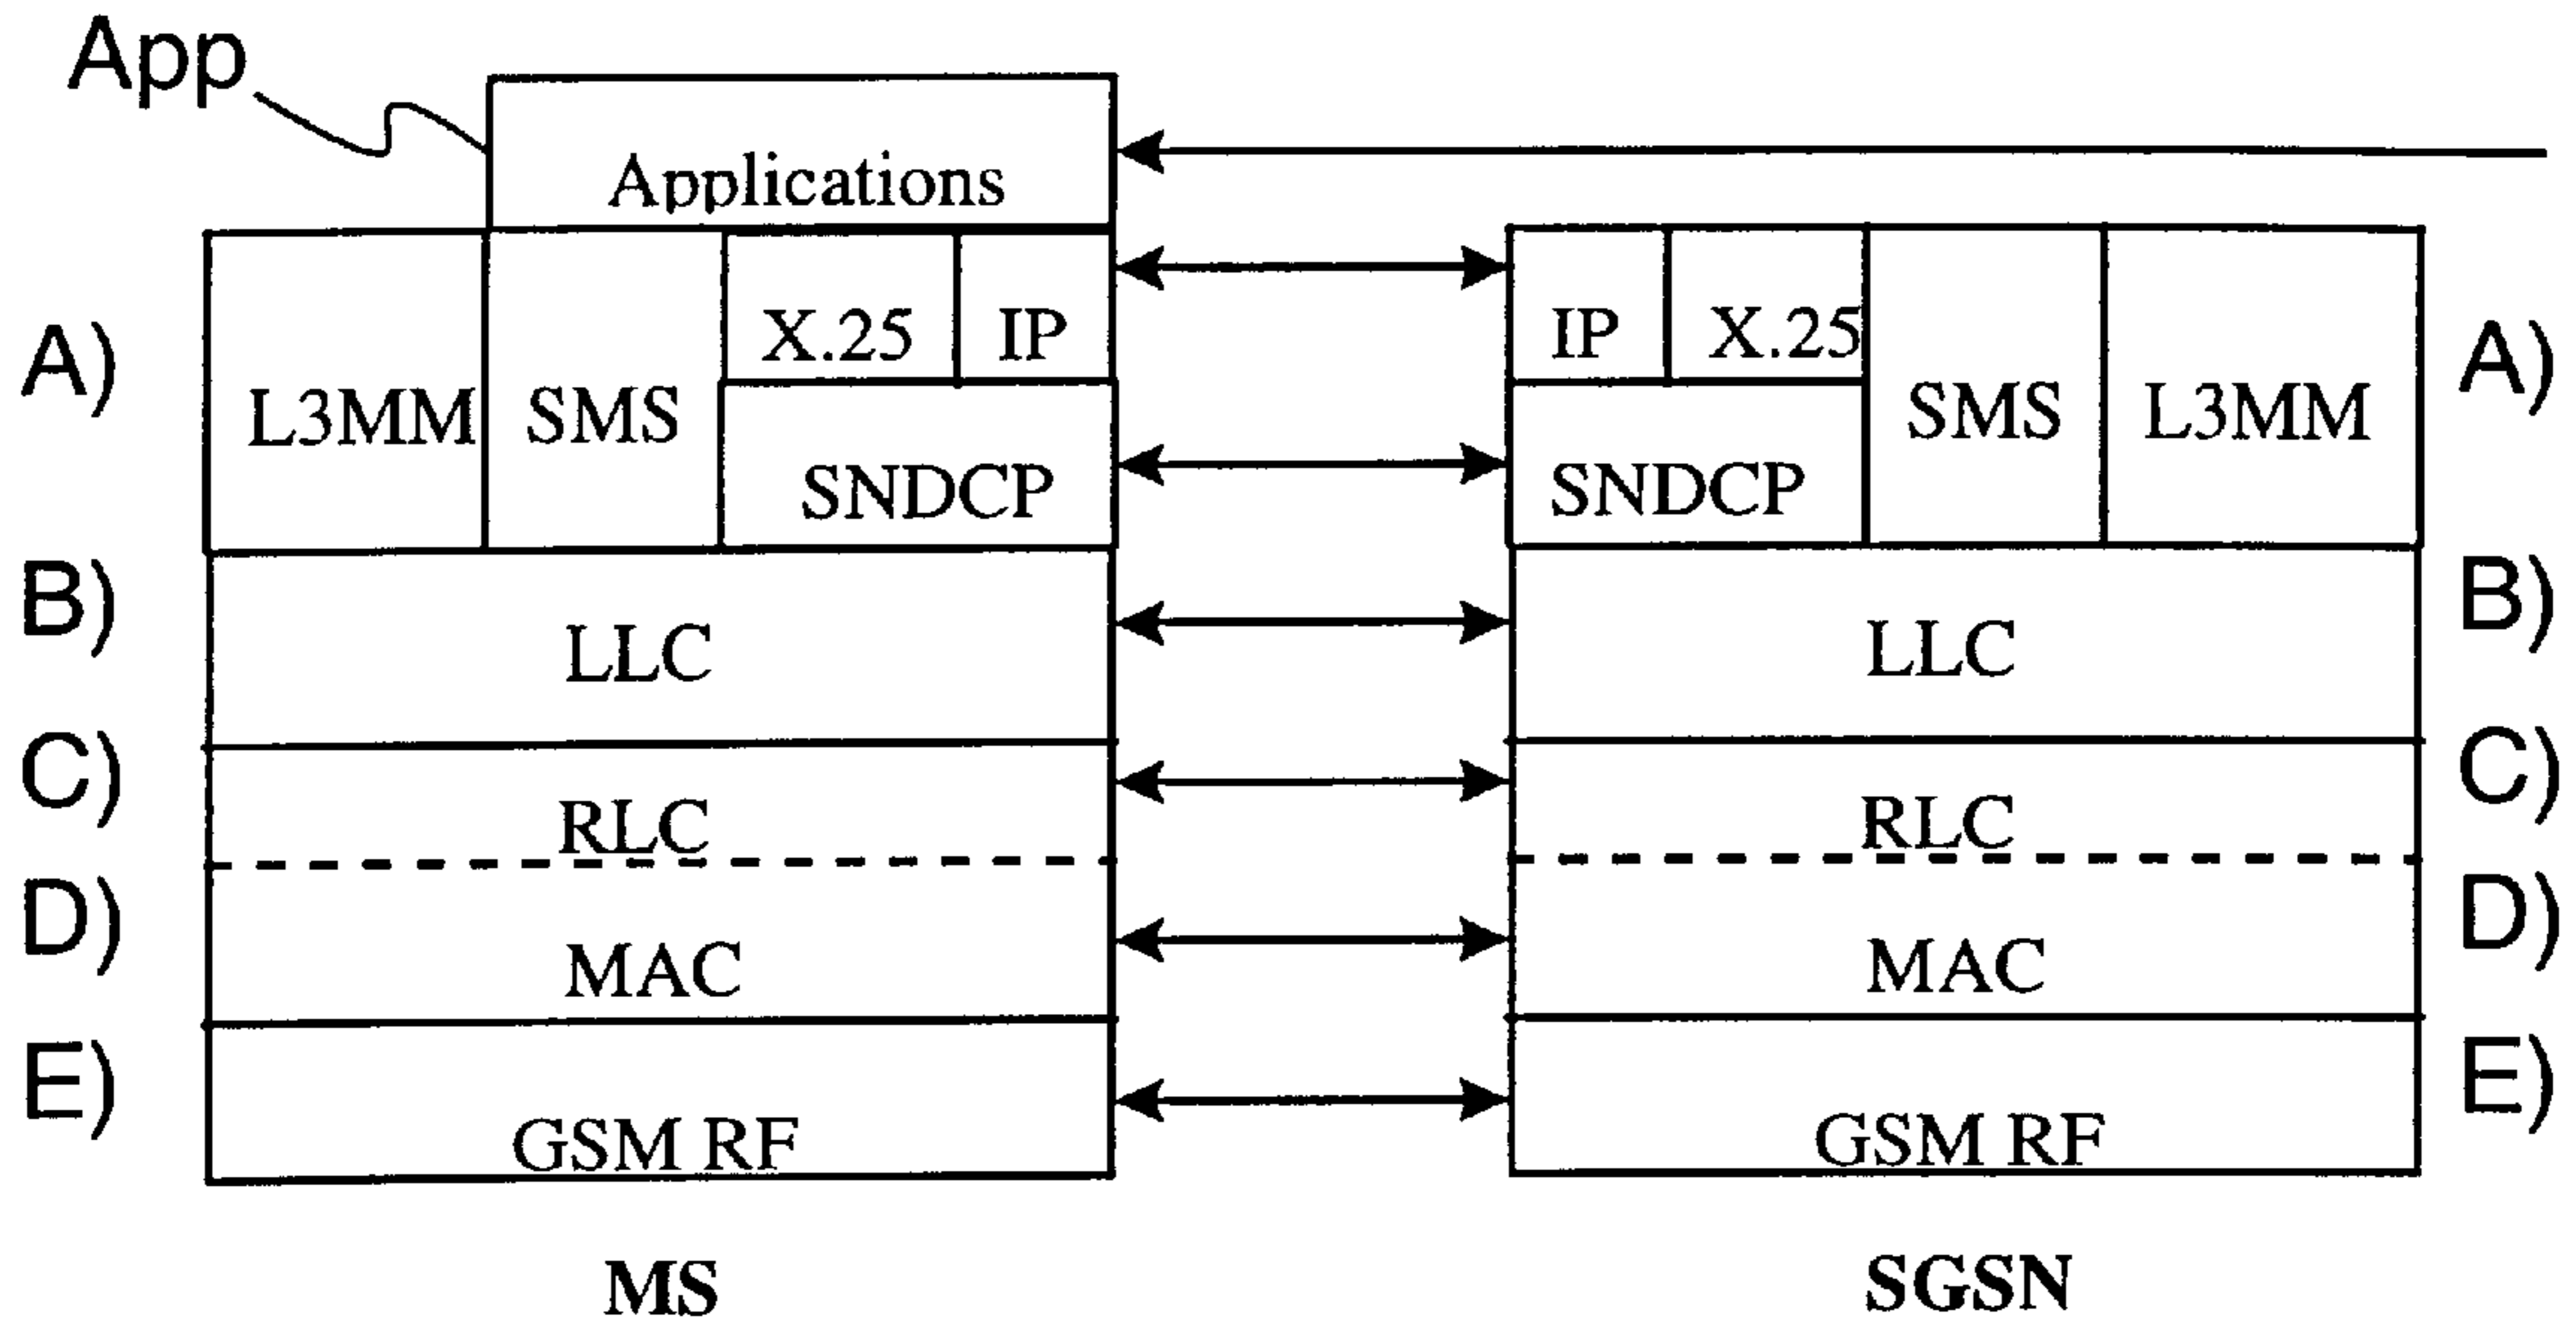 App
Applications
A) L3MM SMS X.25 IP SNDCP IP X.25 SNDCP SMS L3MM A)
B) LLC LLC B)
C) RLC RLC C)
D) MAC MAC D)
E) GSM RF GSM RF E)
MS SGSN